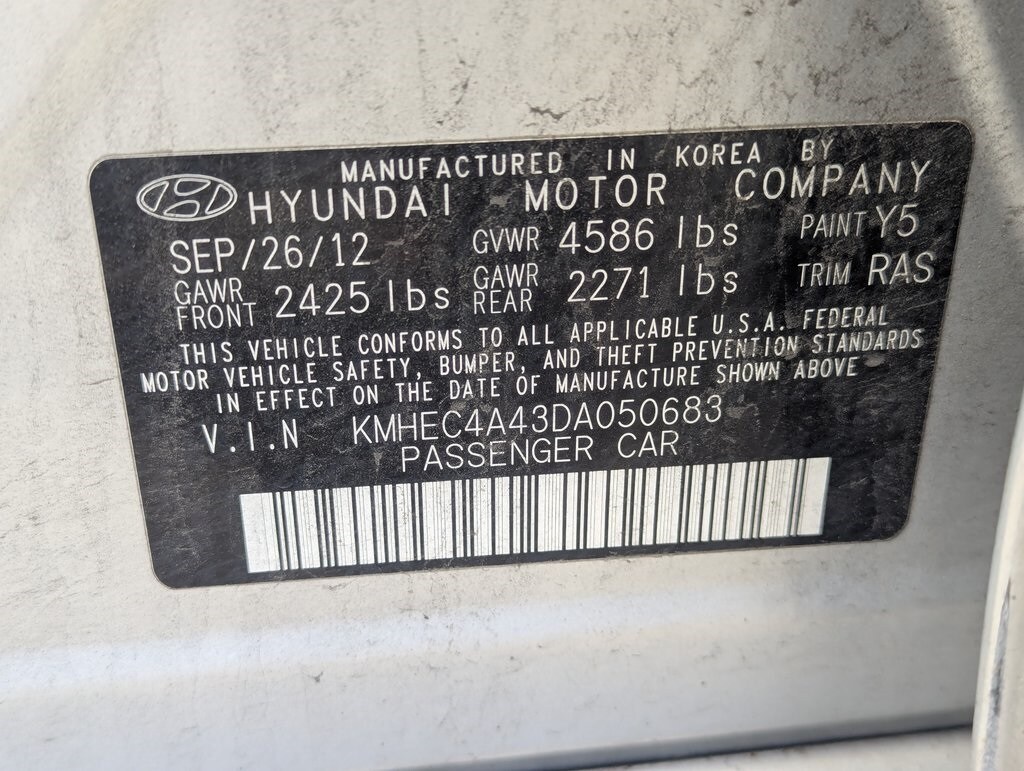 MANUFACTURED IN KOREA BY
HYUNDAI MOTOR COMPANY
SEP/26/12 GVWR 4586 lbs PAINT Y5
GAWR FRONT 2425 lbs GAWR REAR 2271 lbs TRIM RAS
THIS VEHICLE CONFORMS TO ALL APPLICABLE U.S.A. FEDERAL
MOTOR VEHICLE SAFETY, BUMPER, AND THEFT PREVENTION STANDARDS
IN EFFECT ON THE DATE OF MANUFACTURE SHOWN ABOVE
V.I.N KMHEC4A43DA050683
PASSENGER CAR